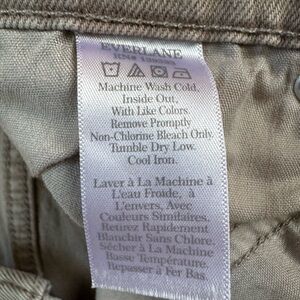 EVERLANE
Machine Wash Cold,
Inside Out,
With Like Colors.
Remove Promptly
Non-Chlorine Bleach Only.
Tumble Dry Low.
Cool Iron.
Laver à La Machine à
L'eau Froide, à
L'envers, Avec
Couleurs Similaires.
Retirez Rapidement
Blanchir Sans Chlore.
Sécher à La Machine
Basse Température.
Repasser à Fer Bas.